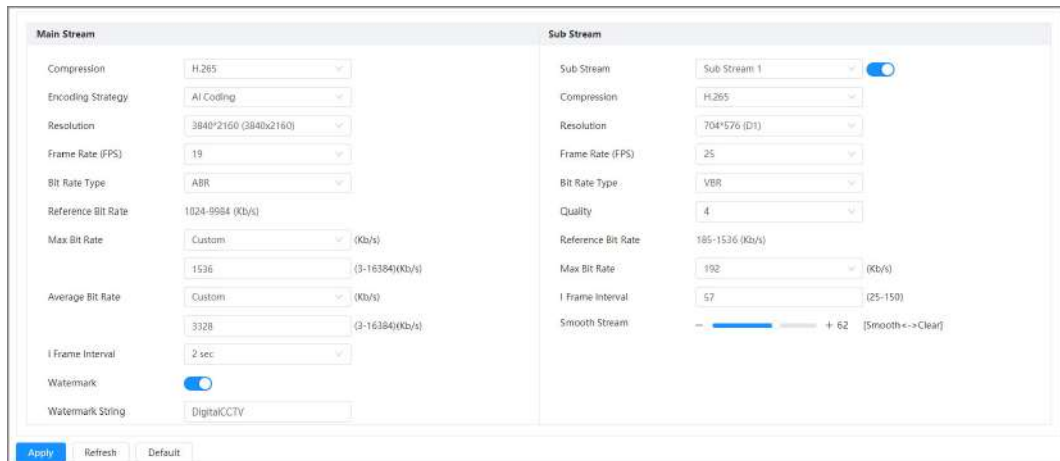 Main Stream
Compression H.265
Encoding Strategy AI Coding
Resolution 3840*2160 (3840x2160)
Frame Rate (FPS) 19
Bit Rate Type ABR
Reference Bit Rate 1024-9984 (Kb/s)
Max Bit Rate Custom (Kb/s)
1536 (3-16384)(Kb/s)
Average Bit Rate Custom (Kb/s)
3328 (3-16384)(Kb/s)
I Frame Interval 2 sec
Watermark
Watermark String DigitalCCTV
Sub Stream
Sub Stream Sub Stream 1
Compression H.265
Resolution 704*576 (D1)
Frame Rate (FPS) 25
Bit Rate Type VBR
Quality 4
Reference Bit Rate 185-1536 (Kb/s)
Max Bit Rate 192 (Kb/s)
I Frame Interval 57 (25-150)
Smooth Stream − + 62 [Smooth<->Clear]
Apply Refresh Default